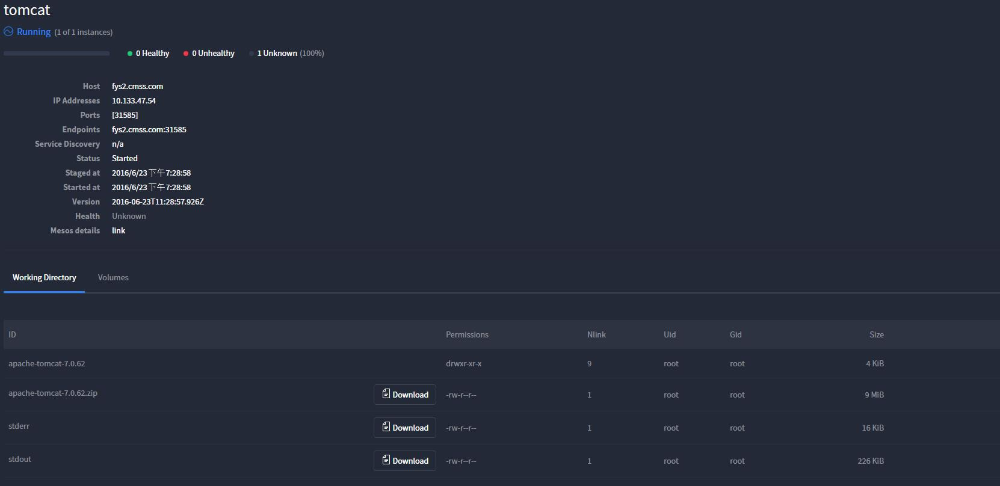 tomcat
Running (1 of 1 instances)
0 Healthy 0 Unhealthy 1 Unknown (100%)
Host fys2.cmss.com
IP Addresses 10.133.47.54
Ports [31585]
Endpoints fys2.cmss.com:31585
Service Discovery n/a
Status Started
Staged at 2016/6/23 下午7:28:58
Started at 2016/6/23 下午7:28:58
Version 2016-06-23T11:28:57.926Z
Health Unknown
Mesos details link
Working Directory Volumes
ID Permissions Nlink Uid Gid Size
apache-tomcat-7.0.62 drwxr-xr-x 9 root root 4 KiB
apache-tomcat-7.0.62.zip Download -rw-r--r-- 1 root root 9 MiB
stderr Download -rw-r--r-- 1 root root 16 KiB
stdout Download -rw-r--r-- 1 root root 226 KiB